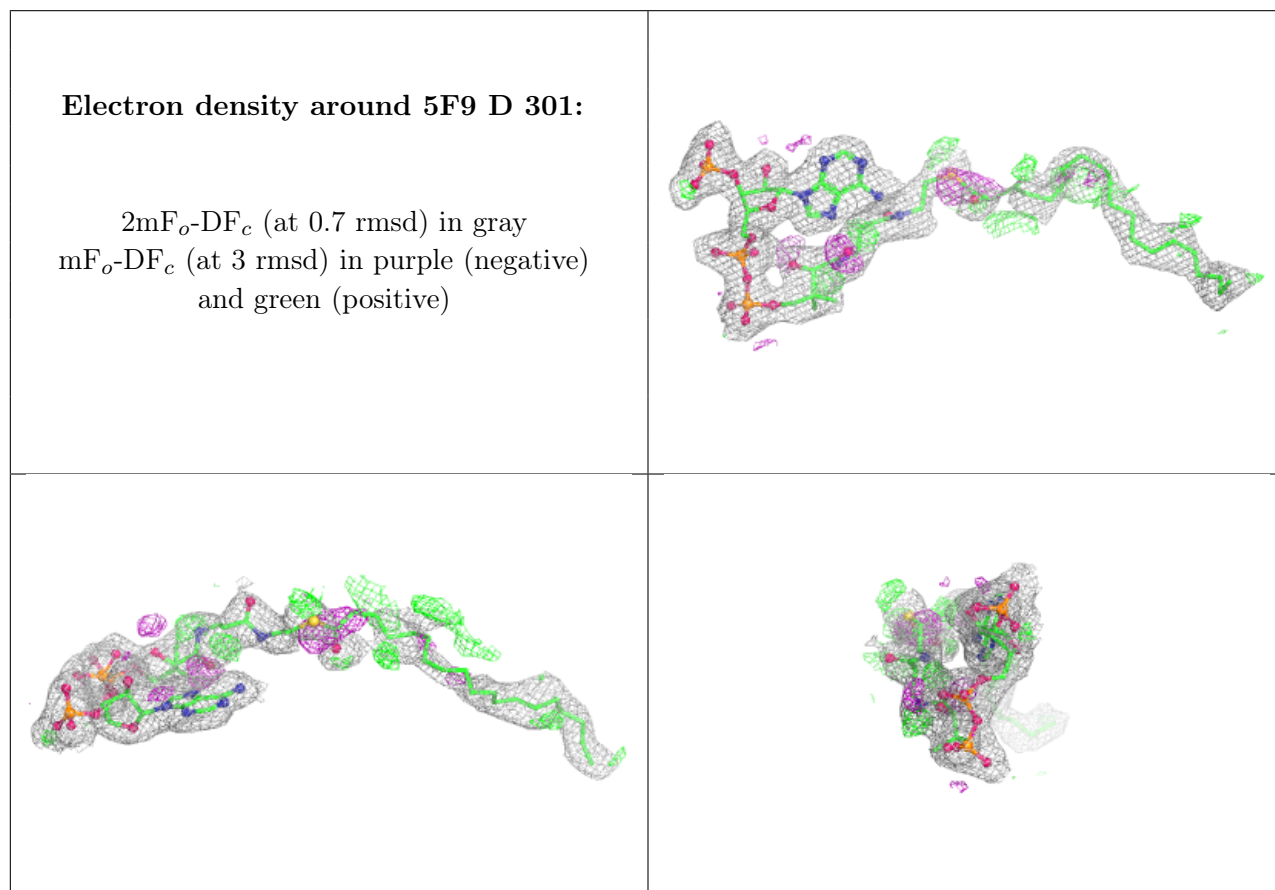 Electron density around 5F9 D 301:
2mFo-DFc (at 0.7 rmsd) in gray
mFo-DFc (at 3 rmsd) in purple (negative)
and green (positive)